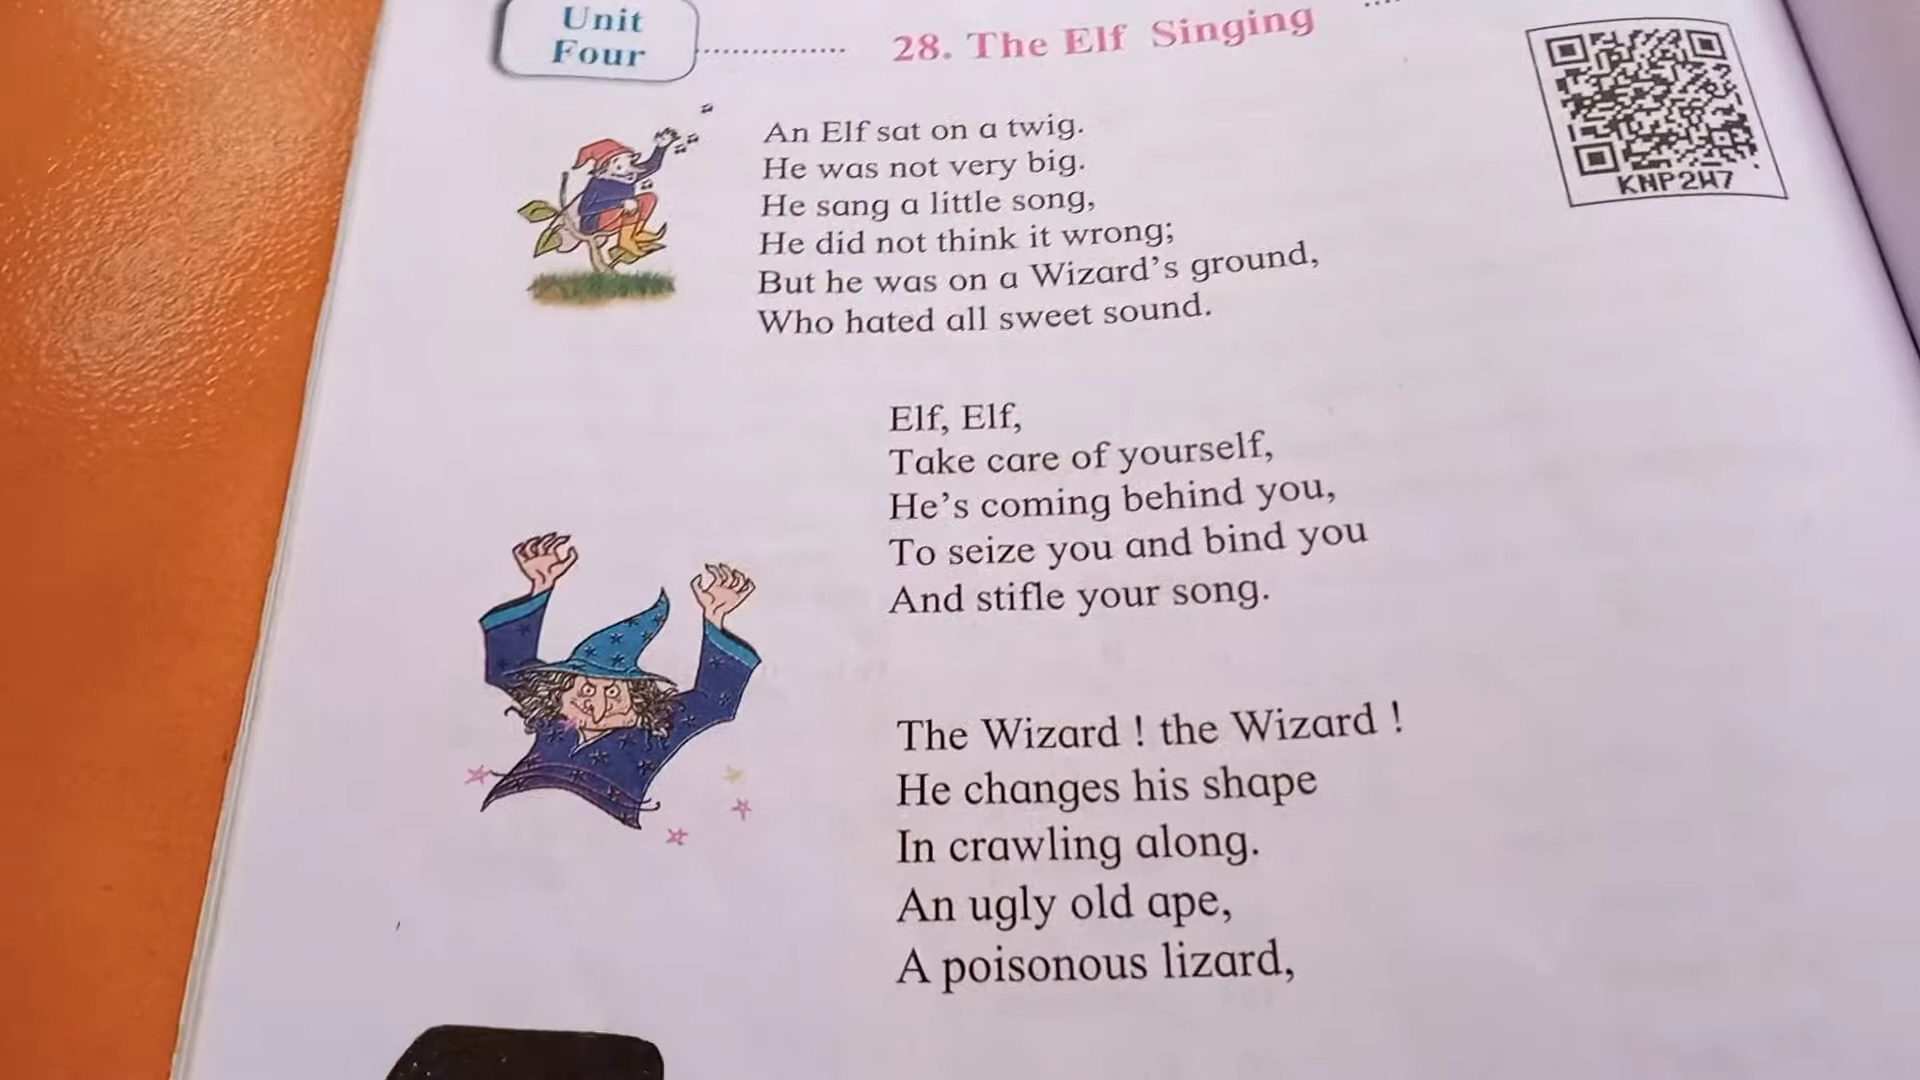 Unit
Four
28. The Elf Singing
KNP2W7
An Elf sat on a twig.
He was not very big.
He sang a little song,
He did not think it wrong;
But he was on a Wizard's ground,
Who hated all sweet sound.
Elf, Elf,
Take care of yourself,
He's coming behind you,
To seize you and bind you
And stifle your song.
The Wizard ! the Wizard !
He changes his shape
In crawling along.
An ugly old ape,
A poisonous lizard,